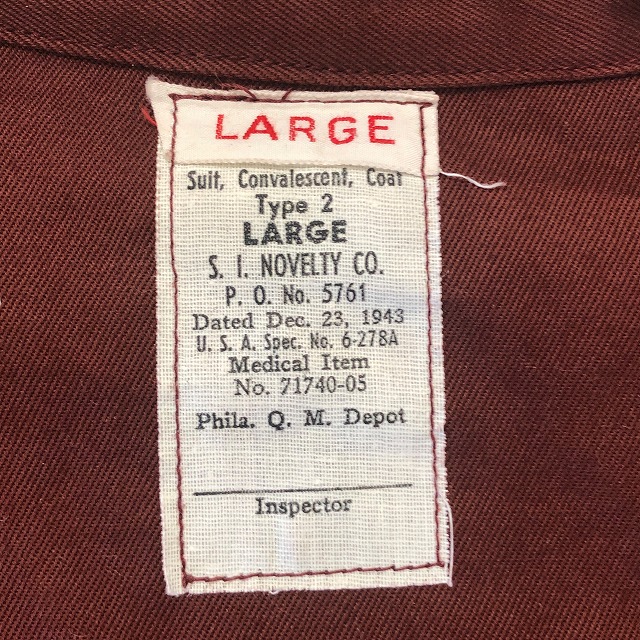 LARGE
Suit, Convalescent, Coat
Type 2
LARGE
S. I. NOVELTY CO.
P. O. No. 5761
Dated Dec. 23, 1943
U. S. A. Spec. No. 6-278A
Medical Item
No. 71740-05
Phila. Q. M. Depot
Inspector